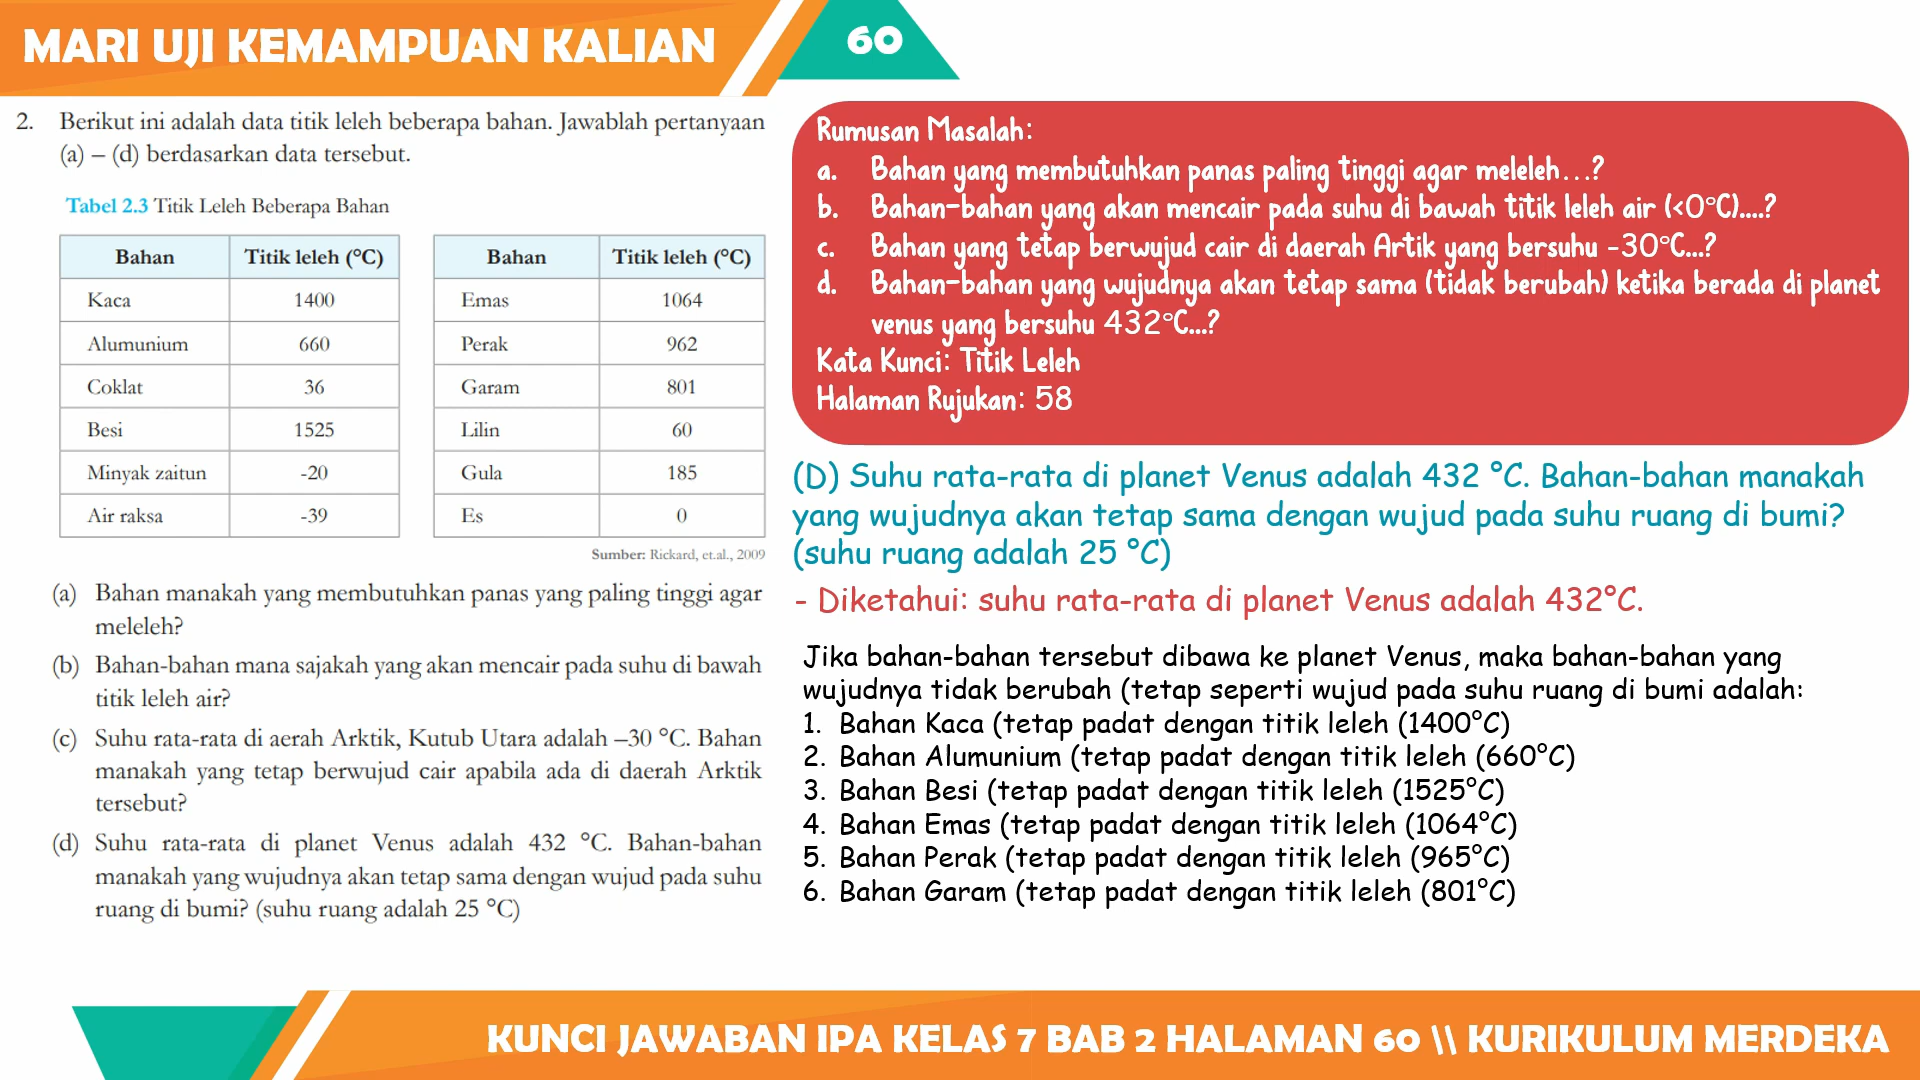 MARI UJI KEMAMPUAN KALIAN
60
2. Berikut ini adalah data titik leleh beberapa bahan. Jawablah pertanyaan
(a) – (d) berdasarkan data tersebut.
Tabel 2.3 Titik Leleh Beberapa Bahan
Bahan Titik leleh (°C)
Kaca 1400
Alumunium 660
Coklat 36
Besi 1525
Minyak zaitun -20
Air raksa -39
Bahan Titik leleh (°C)
Emas 1064
Perak 962
Garam 801
Lilin 60
Gula 185
Es 0
Sumber: Rickard, et.al., 2009
(a) Bahan manakah yang membutuhkan panas yang paling tinggi agar
meleleh?
(b) Bahan-bahan mana sajakah yang akan mencair pada suhu di bawah
titik leleh air?
(c) Suhu rata-rata di aerah Arktik, Kutub Utara adalah –30 °C. Bahan
manakah yang tetap berwujud cair apabila ada di daerah Arktik
tersebut?
(d) Suhu rata-rata di planet Venus adalah 432 °C. Bahan-bahan
manakah yang wujudnya akan tetap sama dengan wujud pada suhu
ruang di bumi? (suhu ruang adalah 25 °C)
Rumusan Masalah:
a. Bahan yang membutuhkan panas paling tinggi agar meleleh...?
b. Bahan-bahan yang akan mencair pada suhu di bawah titik leleh air (<0°C)....?
c. Bahan yang tetap berwujud cair di daerah Artik yang bersuhu -30°C...?
d. Bahan-bahan yang wujudnya akan tetap sama (tidak berubah) ketika berada di planet
venus yang bersuhu 432°C...?
Kata Kunci: Titik Leleh
Halaman Rujukan: 58
(D) Suhu rata-rata di planet Venus adalah 432 °C. Bahan-bahan manakah
yang wujudnya akan tetap sama dengan wujud pada suhu ruang di bumi?
(suhu ruang adalah 25 °C)
- Diketahui: suhu rata-rata di planet Venus adalah 432°C.
Jika bahan-bahan tersebut dibawa ke planet Venus, maka bahan-bahan yang
wujudnya tidak berubah (tetap seperti wujud pada suhu ruang di bumi adalah:
1. Bahan Kaca (tetap padat dengan titik leleh (1400°C)
2. Bahan Alumunium (tetap padat dengan titik leleh (660°C)
3. Bahan Besi (tetap padat dengan titik leleh (1525°C)
4. Bahan Emas (tetap padat dengan titik leleh (1064°C)
5. Bahan Perak (tetap padat dengan titik leleh (965°C)
6. Bahan Garam (tetap padat dengan titik leleh (801°C)
KUNCI JAWABAN IPA KELAS 7 BAB 2 HALAMAN 60 \\ KURIKULUM MERDEKA